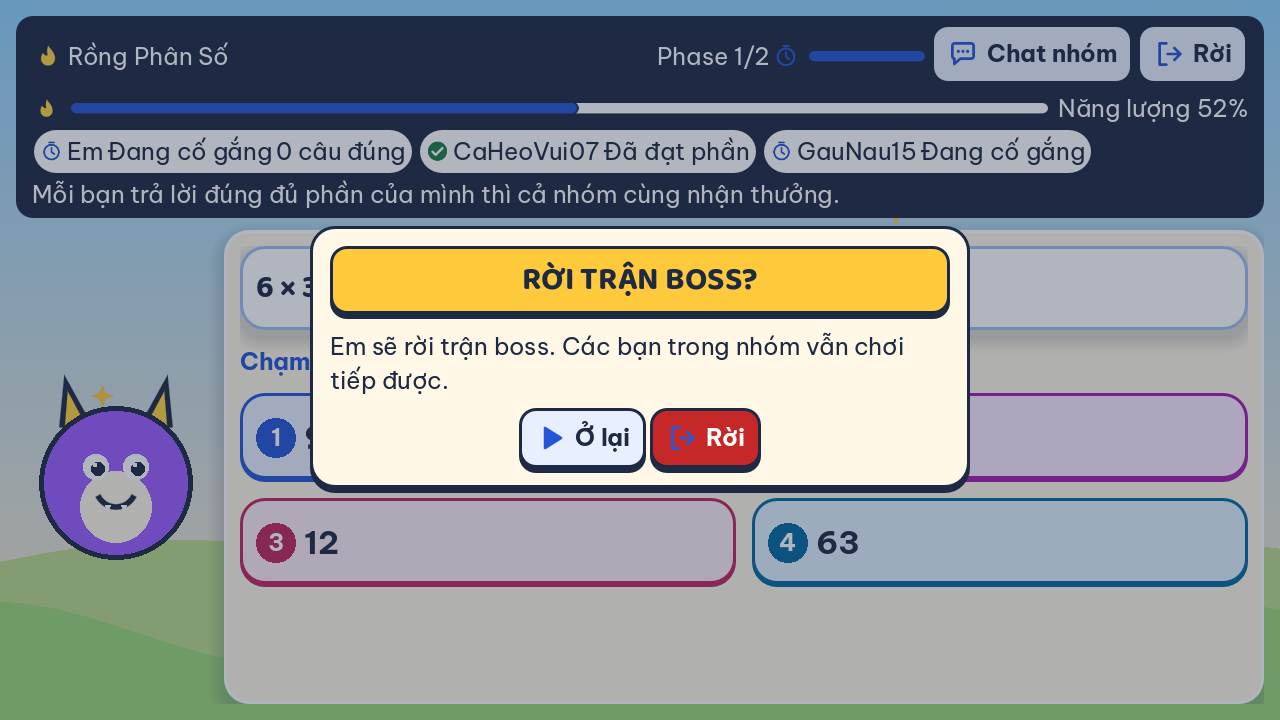 Rồng Phân Số
Phase 1/2
Chat nhóm
Rời
Năng lượng 52%
Em Đang cố gắng 0 câu đúng
CaHeoVui07 Đã đạt phần
GauNau15 Đang cố gắng
Mỗi bạn trả lời đúng đủ phần của mình thì cả nhóm cùng nhận thưởng.
6 ×
RỜI TRẬN BOSS?
Em sẽ rời trận boss. Các bạn trong nhóm vẫn chơi
tiếp được.
Ở lại
Rời
Chạm
1
3 12
4 63